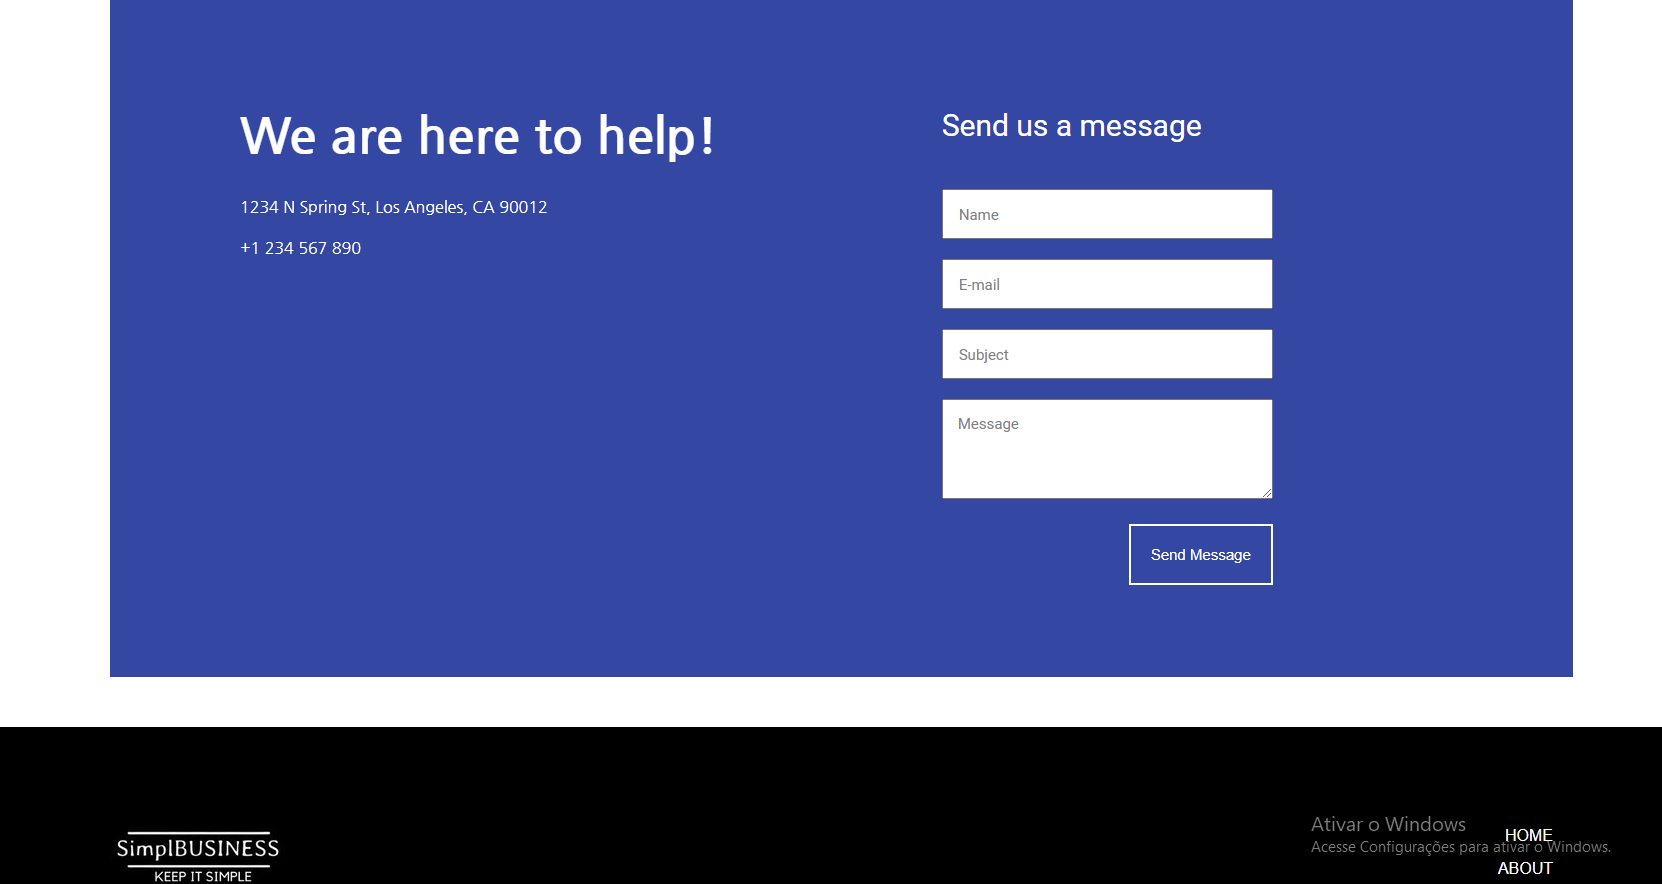 We are here to help!
1234 N Spring St, Los Angeles, CA 90012
+1 234 567 890
Send us a message
Name
E-mail
Subject
Message
Send Message
SimplBUSINESS
KEEP IT SIMPLE
Ativar o Windows
Acesse Configurações para ativar o Windows.
HOME
ABOUT